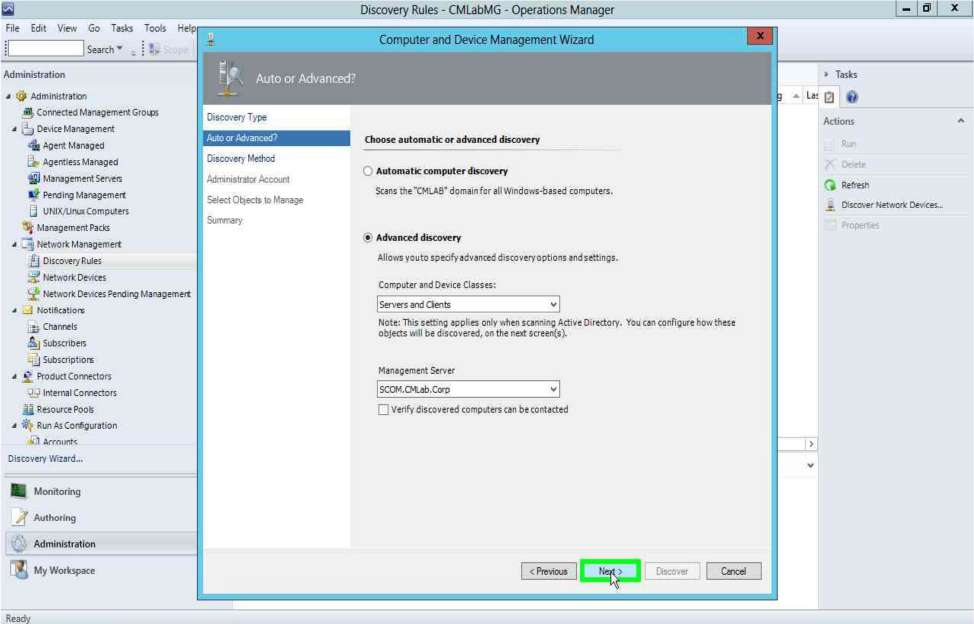 Discovery Rules - CMLabMG - Operations Manager
File Edit View Go Tasks Tools Help
Search
Scope
Administration
Administration
Connected Management Groups
Device Management
Agent Managed
Agentless Managed
Management Servers
Pending Management
UNIX/Linux Computers
Management Packs
Network Management
Discovery Rules
Network Devices
Network Devices Pending Management
Notifications
Channels
Subscribers
Subscriptions
Product Connectors
Internal Connectors
Resource Pools
Run As Configuration
Accounts
Discovery Wizard...
Monitoring
Authoring
Administration
My Workspace
Ready
Computer and Device Management Wizard
X
Auto or Advanced?
Discovery Type
Auto or Advanced?
Discovery Method
Administrator Account
Select Objects to Manage
Summary
Choose automatic or advanced discovery
Automatic computer discovery
Scans the "CMLAB" domain for all Windows-based computers.
Advanced discovery
Allows youto specify advanced discovery options and settings.
Computer and Device Classes:
Servers and Clients
Note: This setting applies only when scanning Active Directory. You can configure how these
objects will be discovered, on the next screen(s).
Management Server
SCOM.CMLab.Corp
Verify discovered computers can be contacted
< Previous
Next >
Discover
Cancel
Tasks
Actions
Run
Delete
Refresh
Discover Network Devices...
Properties